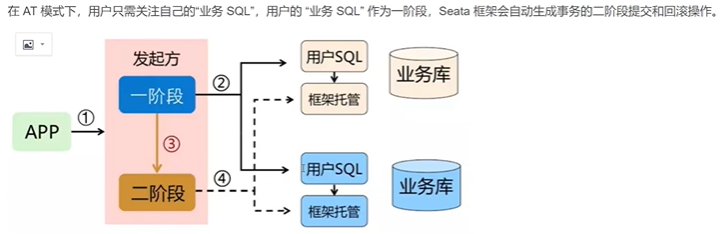 在 AT 模式下，用户只需关注自己的“业务 SQL”，用户的 “业务 SQL” 作为一阶段，Seata 框架会自动生成事务的二阶段提交和回滚操作。
发起方
APP
①
一阶段
②
③
二阶段
④
用户SQL
框架托管
业务库
用户SQL
框架托管
业务库